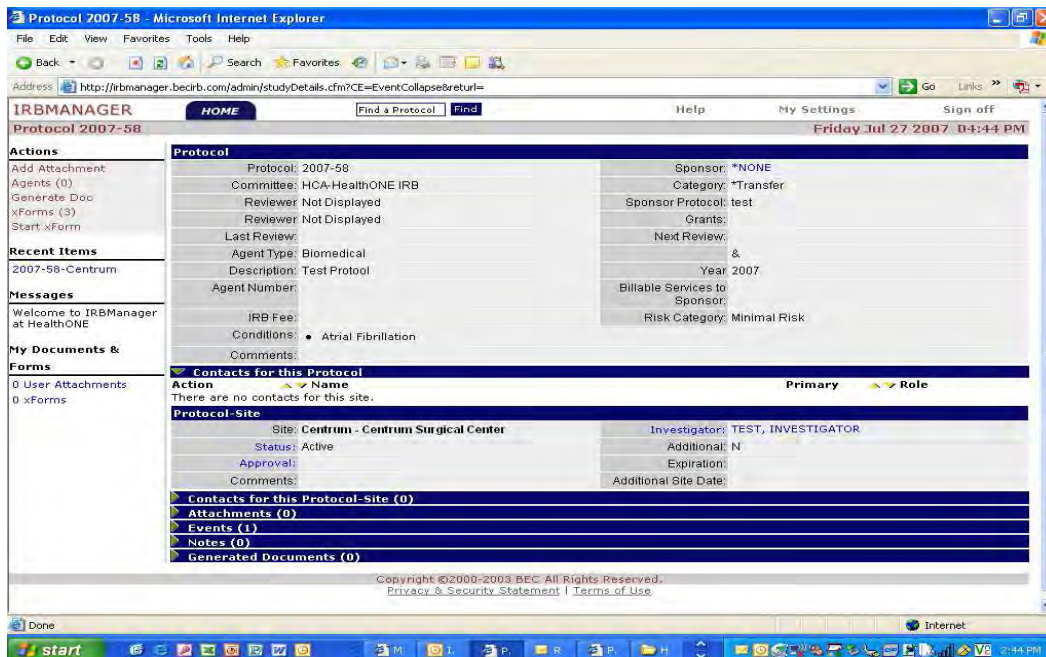 Protocol 2007-58 - Microsoft Internet Explorer
File Edit View Favorites Tools Help
Back Search Favorites
Address http://irbmanager.becirb.com/admin/studyDetails.cfm?CE=EventCollapse&returl= Go Links »
IRBMANAGER HOME Find a Protocol Find Help My Settings Sign off
Protocol 2007-58 Friday Jul 27 2007 04:44 PM
Actions
Add Attachment
Agents (0)
Generate Doc
xForms (3)
Start xForm
Recent Items
2007-58-Centrum
Messages
Welcome to IRBManager
at HealthONE
My Documents &
Forms
0 User Attachments
0 xForms
Protocol
Protocol: 2007-58 Sponsor: *NONE
Committee: HCA-HealthONE IRB Category: *Transfer
Reviewer Not Displayed Sponsor Protocol: test
Reviewer Not Displayed Grants:
Last Review: Next Review:
Agent Type: Biomedical &
Description: Test Protool Year 2007
Agent Number: Billable Services to
Sponsor:
IRB Fee: Risk Category: Minimal Risk
Conditions: • Atrial Fibrillation
Comments:
Contacts for this Protocol
Action Name Primary Role
There are no contacts for this site.
Protocol-Site
Site: Centrum - Centrum Surgical Center Investigator: TEST, INVESTIGATOR
Status: Active Additional: N
Approval: Expiration:
Comments: Additional Site Date:
Contacts for this Protocol-Site (0)
Attachments (0)
Events (1)
Notes (0)
Generated Documents (0)
Copyright ©2000-2003 BEC All Rights Reserved.
Privacy & Security Statement | Terms of Use
Done Internet
start 2:44 PM